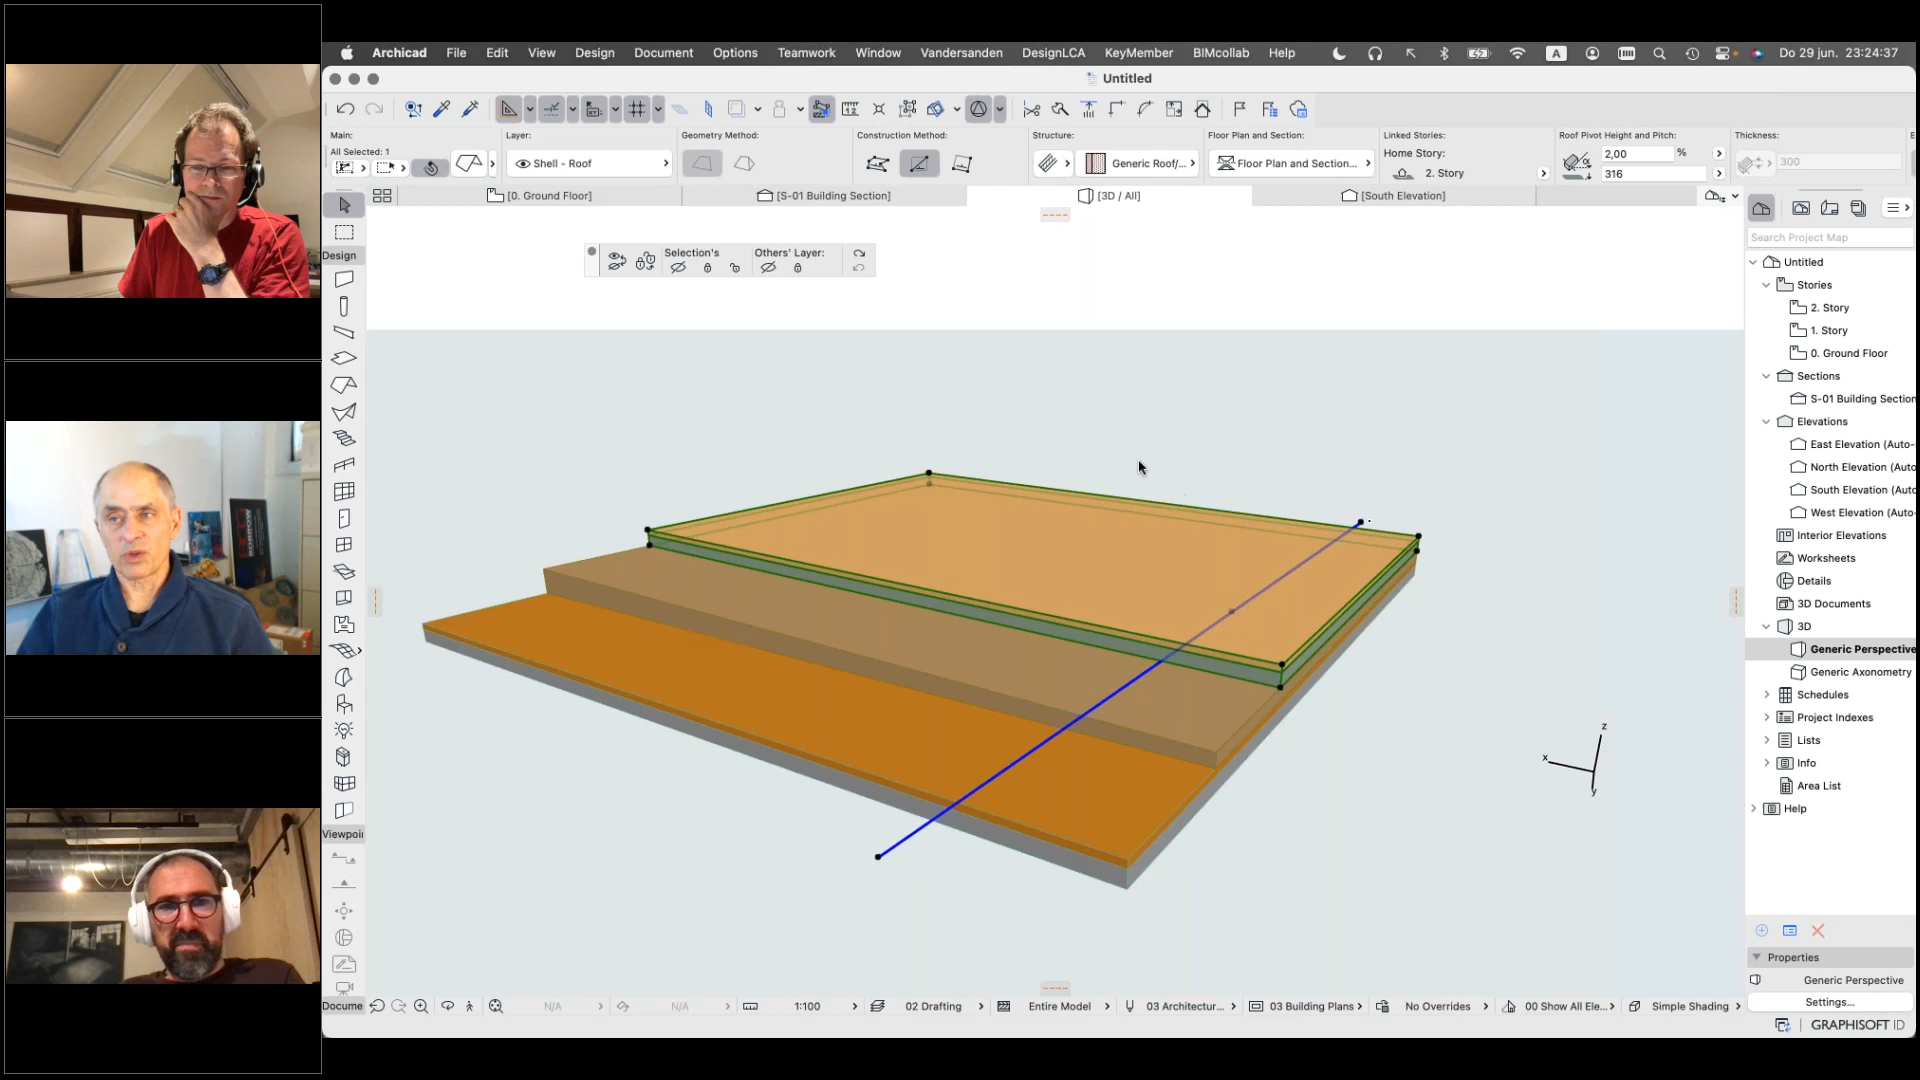 Archicad File Edit View Design Document Options Teamwork Window Vandersanden DesignLCA KeyMember BIMcollab Help A Do 29 jun. 23:24:37
Untitled
Main:
All Selected: 1
Layer:
Shell - Roof
Geometry Method:
Construction Method:
Structure:
Generic Roof/...
Floor Plan and Section:
Floor Plan and Section...
Linked Stories:
Home Story:
2. Story
Roof Pivot Height and Pitch:
2,00 %
316
Thickness:
300
[0. Ground Floor]
[S-01 Building Section]
[3D / All]
[South Elevation]
Selection's
Others' Layer:
Design
Viewpoi
Docume
BORROW
x
y
z
Search Project Map
Untitled
Stories
2. Story
1. Story
0. Ground Floor
Sections
S-01 Building Section
Elevations
East Elevation (Auto-
North Elevation (Auto
South Elevation (Auto
West Elevation (Auto-
Interior Elevations
Worksheets
Details
3D Documents
3D
Generic Perspective
Generic Axonometry
Schedules
Project Indexes
Lists
Info
Area List
Help
Properties
Generic Perspective
Settings...
N/A
N/A
1:100
02 Drafting
Entire Model
03 Architectur...
03 Building Plans
No Overrides
00 Show All Ele...
Simple Shading
GRAPHISOFT ID